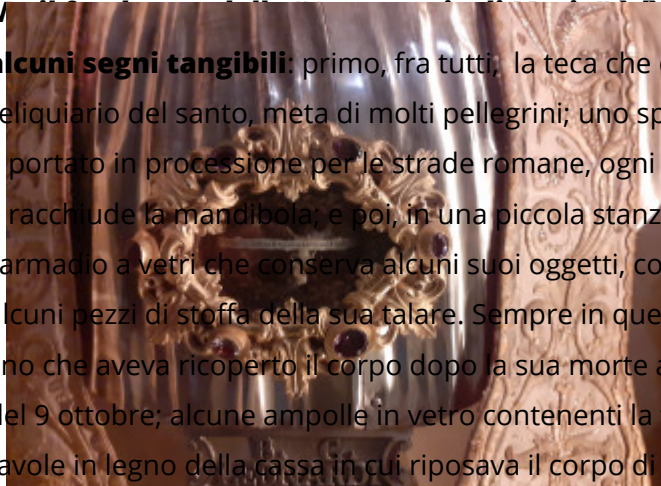 alcuni segni tangibili: primo, fra tutti, la teca che
eliquiario del santo, meta di molti pellegrini; uno sp
portato in processione per le strade romane, ogni
racchiude la mandibola; e poi, in una piccola stanz
armadio a vetri che conserva alcuni suoi oggetti, co
lcuni pezzi di stoffa della sua talare. Sempre in que
no che aveva ricoperto il corpo dopo la sua morte a
del 9 ottobre; alcune ampolle in vetro contenenti la
avole in legno della cassa in cui riposava il corpo di